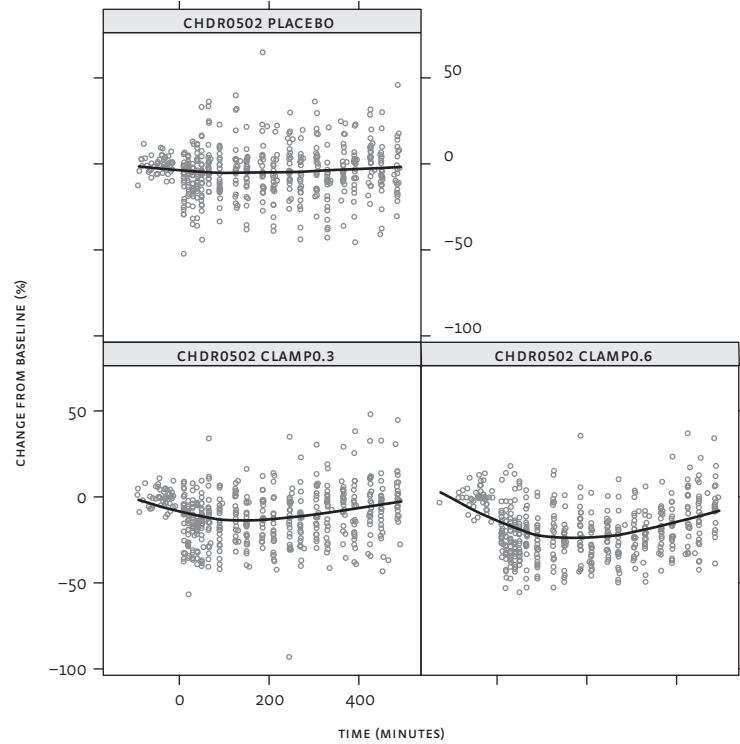 CHDR0502 PLACEBO
50
0
−50
−100
CHANGE FROM BASELINE (%)
CHDR0502 CLAMP0.3
CHDR0502 CLAMP0.6
50
0
−50
−100
0 200 400
TIME (MINUTES)